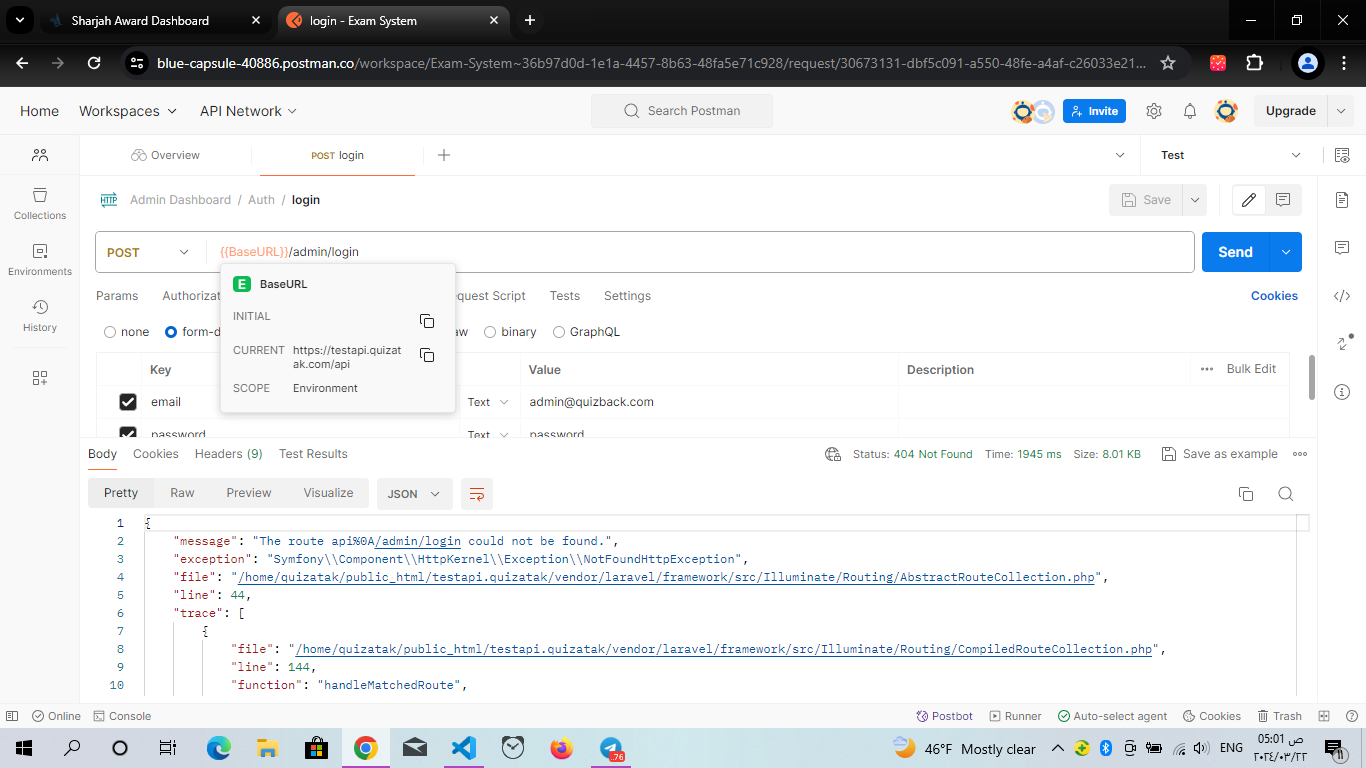 Sharjah Award Dashboard
login - Exam System
blue-capsule-40886.postman.co/workspace/Exam-System~36b97d0d-1e1a-4457-8b63-48fa5e71c928/request/30673131-dbf5c091-a550-48fe-a4af-c26033e21...
Home Workspaces API Network Search Postman Invite Upgrade
Overview POST login Test
HTTP Admin Dashboard / Auth / login Save
Collections
Environments
History
POST {{BaseURL}}/admin/login Send
Params Authorizat quest Script Tests Settings Cookies
none form-d aw binary GraphQL
E BaseURL
INITIAL
CURRENT https://testapi.quizat
ak.com/api
SCOPE Environment
Key Value Description Bulk Edit
email Text admin@quizback.com
password Text password
Body Cookies Headers (9) Test Results Status: 404 Not Found Time: 1945 ms Size: 8.01 KB Save as example
Pretty Raw Preview Visualize JSON
1 {
2 "message": "The route api%0A/admin/login could not be found.",
3 "exception": "Symfony\\Component\\HttpKernel\\Exception\\NotFoundHttpException",
4 "file": "/home/quizatak/public_html/testapi.quizatak/vendor/laravel/framework/src/Illuminate/Routing/AbstractRouteCollection.php",
5 "line": 44,
6 "trace": [
7 {
8 "file": "/home/quizatak/public_html/testapi.quizatak/vendor/laravel/framework/src/Illuminate/Routing/CompiledRouteCollection.php",
9 "line": 144,
10 "function": "handleMatchedRoute",
Online Console Postbot Runner Auto-select agent Cookies Trash
76 46°F Mostly clear ENG 05:01 ص
٢٠٢٤/٠٣/٢٢